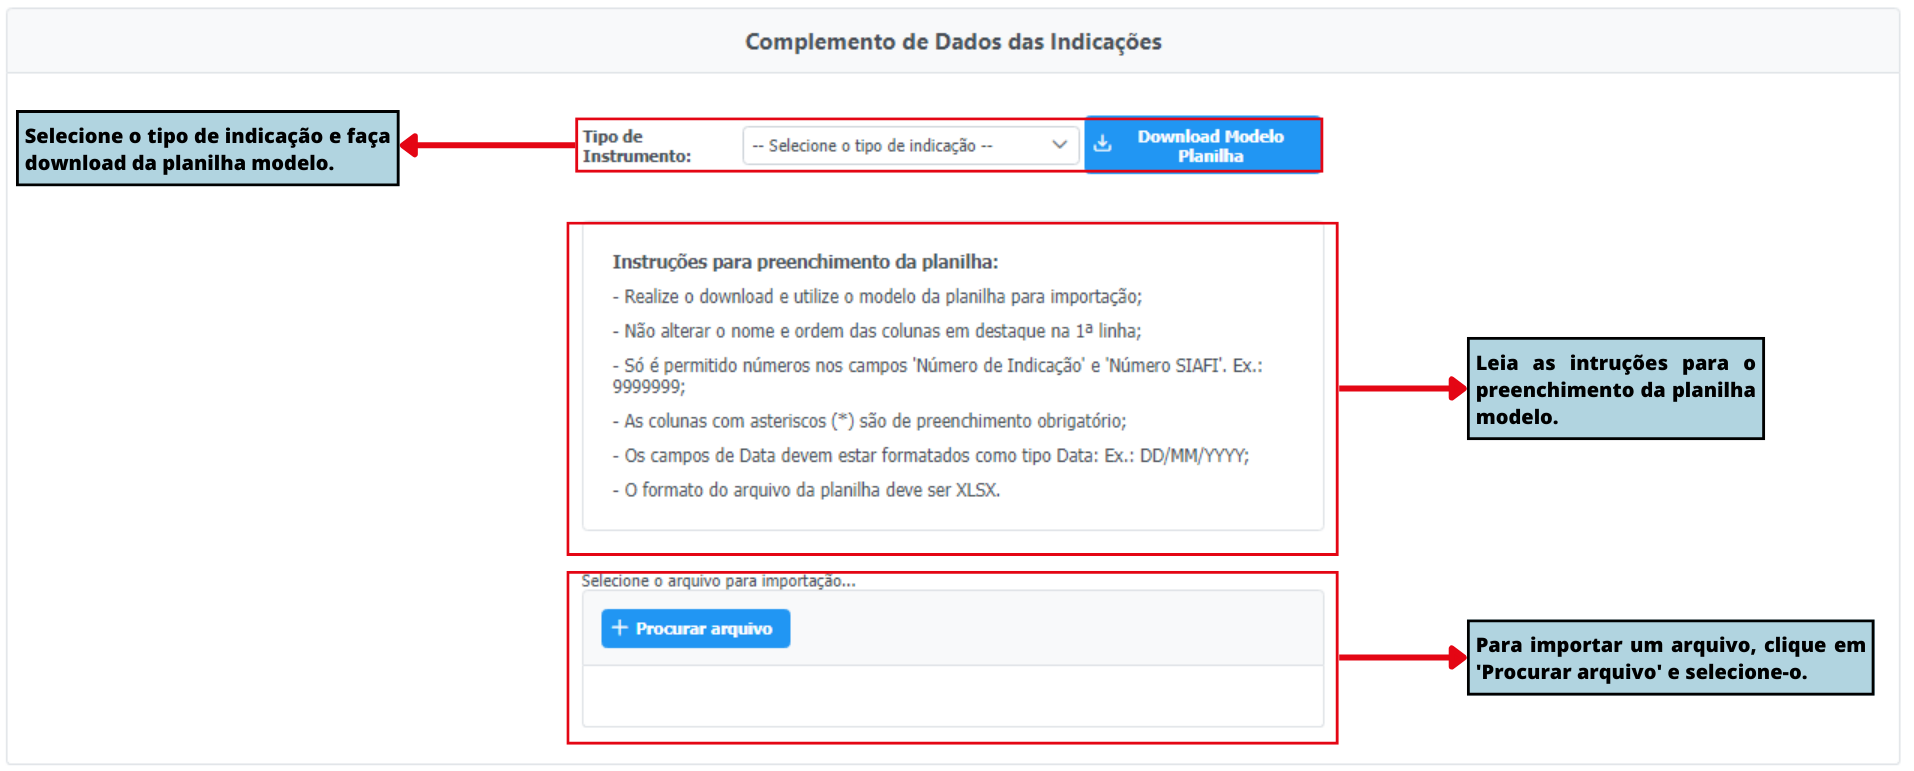 Complemento de Dados das Indicações
Selecione o tipo de indicação e faça
download da planilha modelo.
Tipo de
Instrumento:
-- Selecione o tipo de indicação --
Download Modelo
Planilha
Instruções para preenchimento da planilha:
- Realize o download e utilize o modelo da planilha para importação;
- Não alterar o nome e ordem das colunas em destaque na 1ª linha;
- Só é permitido números nos campos 'Número de Indicação' e 'Número SIAFI'. Ex.:
9999999;
- As colunas com asteriscos (*) são de preenchimento obrigatório;
- Os campos de Data devem estar formatados como tipo Data: Ex.: DD/MM/YYYY;
- O formato do arquivo da planilha deve ser XLSX.
Leia as intruções para o
preenchimento da planilha
modelo.
Selecione o arquivo para importação...
Procurar arquivo
Para importar um arquivo, clique em
'Procurar arquivo' e selecione-o.